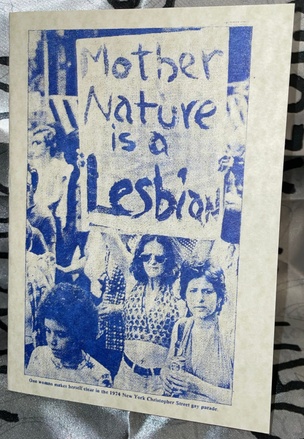 Mother
Nature
is a
Lesbian
One woman makes herself clear in the 1974 New York Christopher Street gay parade.